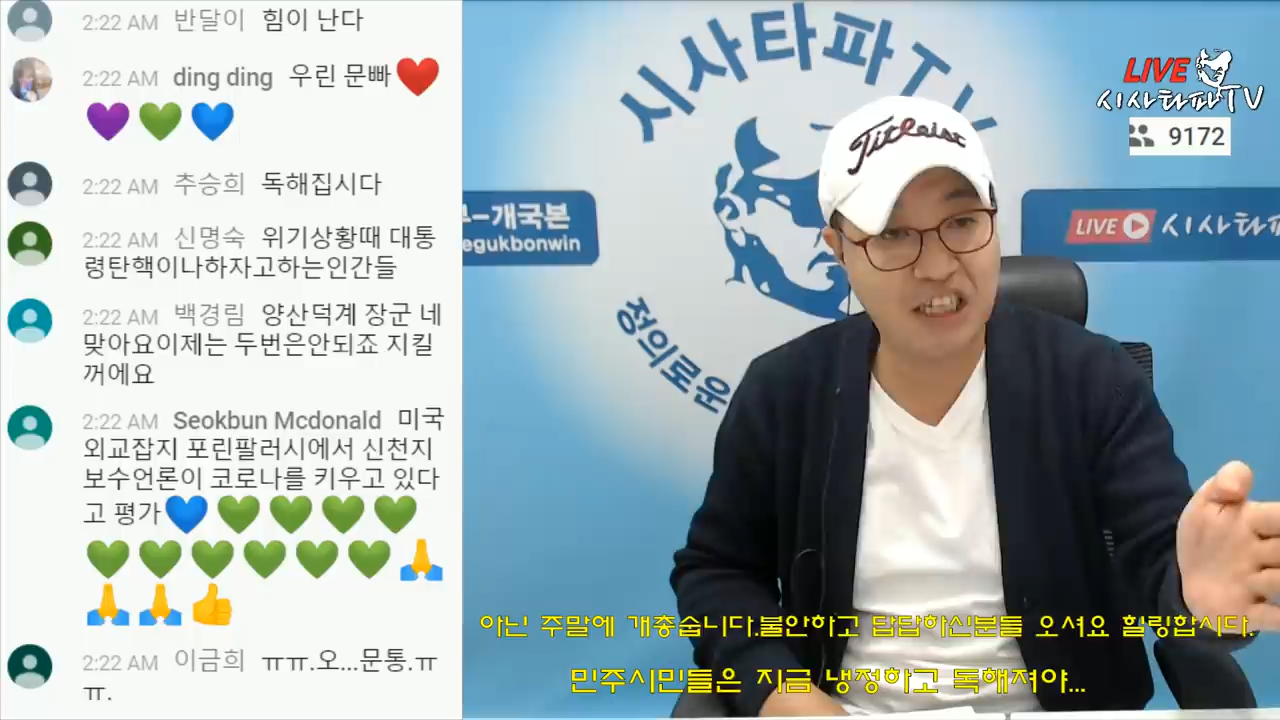 2:22 AM 반달이 힘이 난다
2:22 AM ding ding 우린 문빠❤️
💜💚💙
2:22 AM 추승희 독해집시다
2:22 AM 신명숙 위기상황때 대통
령탄핵이나하자고하는인간들
2:22 AM 백경림 양산덕계 장군 네
맞아요이제는 두번은안되죠 지킬
꺼에요
2:22 AM Seokbun Mcdonald 미국
외교잡지 포린팔러시에서 신천지
보수언론이 코로나를 키우고 있다
고 평가💙💚💚💚💚
💚💚💚💚💚💚🙏
🙏🙏👍
2:22 AM 이금희 ㅠㅠ.오...문통.ㅠ
ㅠ.
시사타파TV
정의로운
-개국본
egukbonwin
Titleist
LIVE
시사타파TV
9172
LIVE 시사타파
아닌 주말에 개총숩니다.불안하고 답답하신분들 오셔요 힐링합시다.
민주시민들은 지금 냉정하고 독해져야...